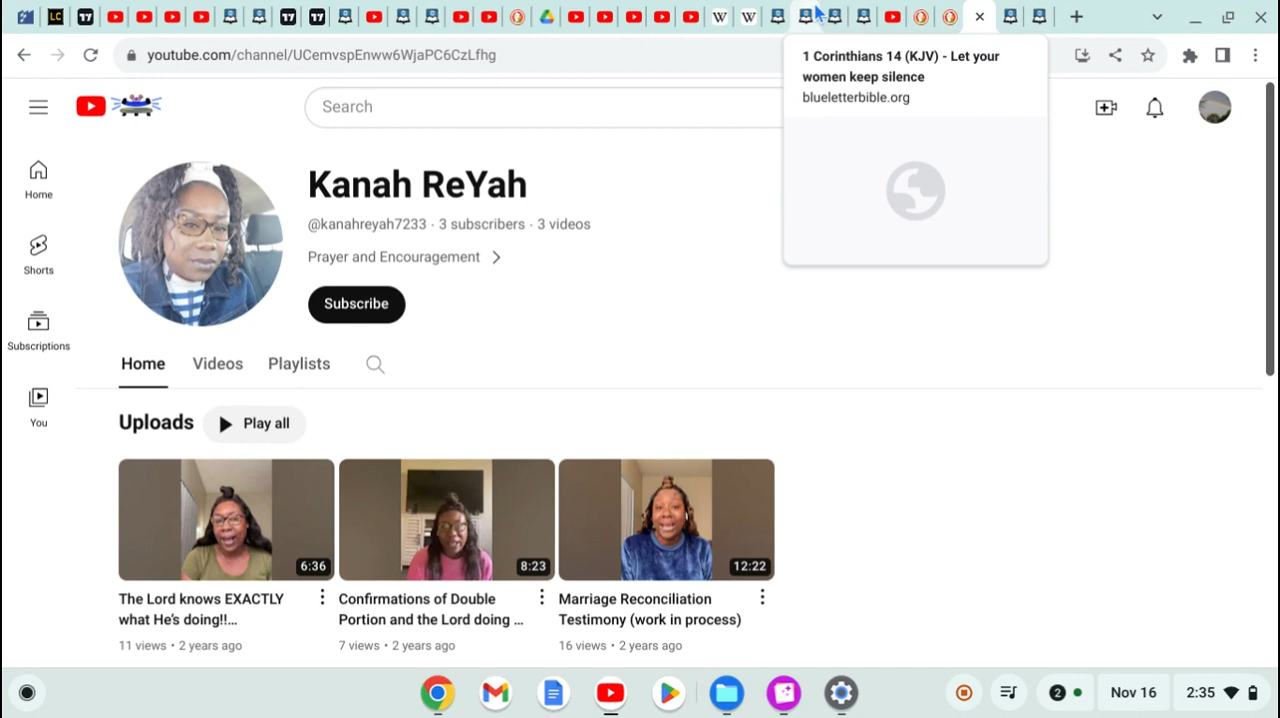 LC
W
W
youtube.com/channel/UCemvspEnww6WjaPC6CzLfhg
1 Corinthians 14 (KJV) - Let your
women keep silence
blueletterbible.org
Search
Home
Shorts
Subscriptions
You
Kanah ReYah
@kanahreyah7233 · 3 subscribers · 3 videos
Prayer and Encouragement
Subscribe
Home Videos Playlists
Uploads Play all
6:36 8:23 12:22
The Lord knows EXACTLY
what He's doing!!...
11 views • 2 years ago
Confirmations of Double
Portion and the Lord doing ...
7 views • 2 years ago
Marriage Reconciliation
Testimony (work in process)
16 views • 2 years ago
2 Nov 16 2:35